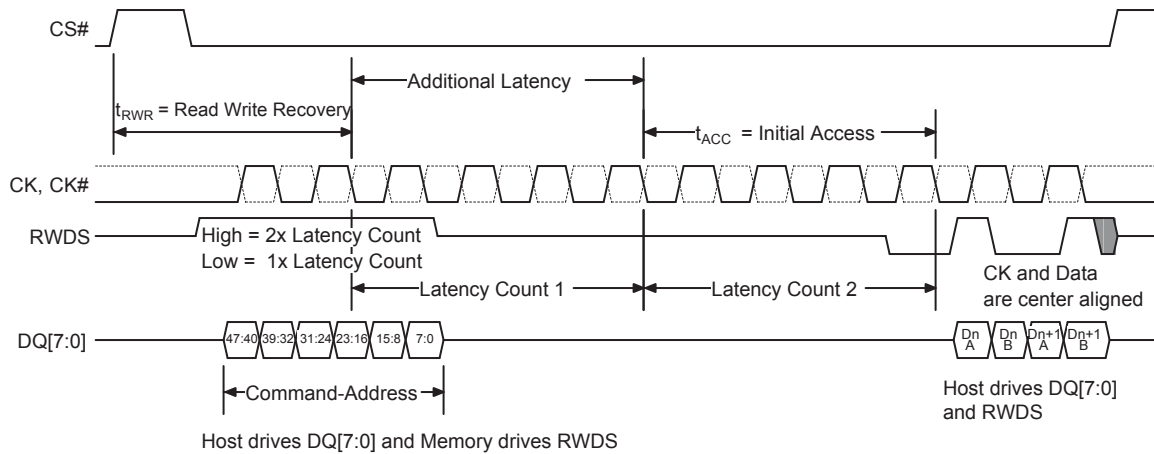 CS#
Additional Latency
tRWR = Read Write Recovery
tACC = Initial Access
CK, CK#
RWDS
High = 2x Latency Count
Low = 1x Latency Count
CK and Data
are center aligned
Latency Count 1
Latency Count 2
DQ[7:0]
47:40 39:32 31:24 23:16 15:8 7:0
Dn A
Dn B
Dn+1 A
Dn+1 B
Command-Address
Host drives DQ[7:0]
and RWDS
Host drives DQ[7:0] and Memory drives RWDS